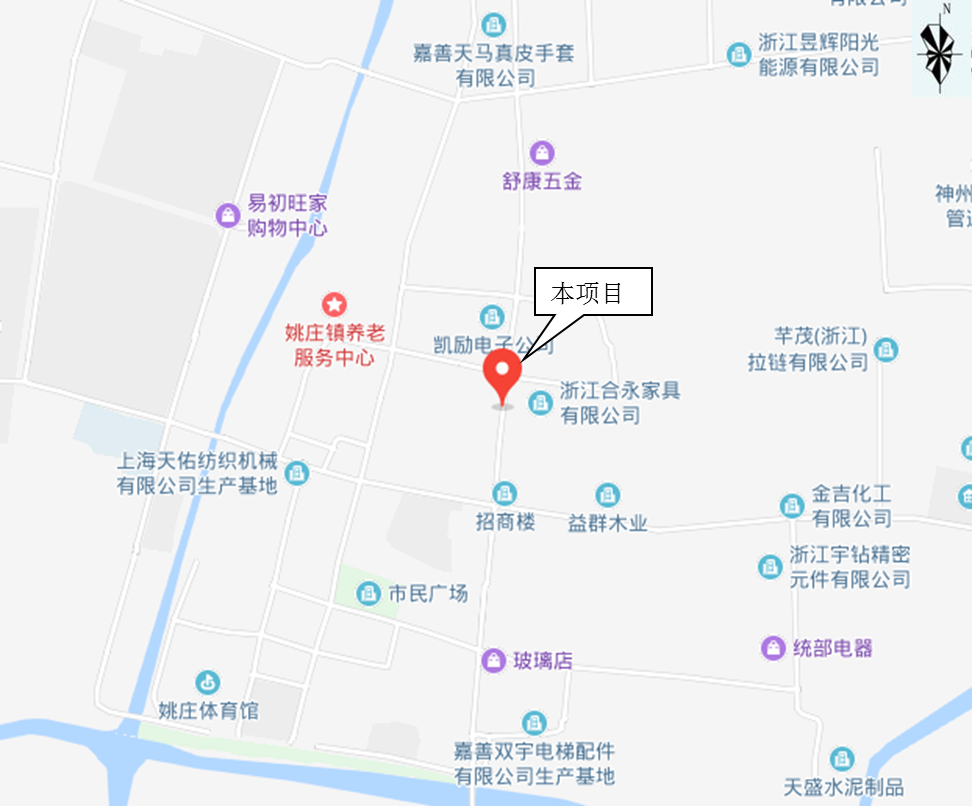 N
嘉善天马真皮手套
有限公司
浙江昱辉阳光
能源有限公司
舒康五金
易初旺家
购物中心
神州
本项目
姚庄镇养老
服务中心
凯励电子公司
芊茂(浙江)
拉链有限公司
浙江合永家具
有限公司
上海天佑纺织机械
有限公司生产基地
招商楼
益群木业
金吉化工
有限公司
浙江宇钻精密
元件有限公司
市民广场
玻璃店
统部电器
姚庄体育馆
嘉善双宇电梯配件
有限公司生产基地
天盛水泥制品